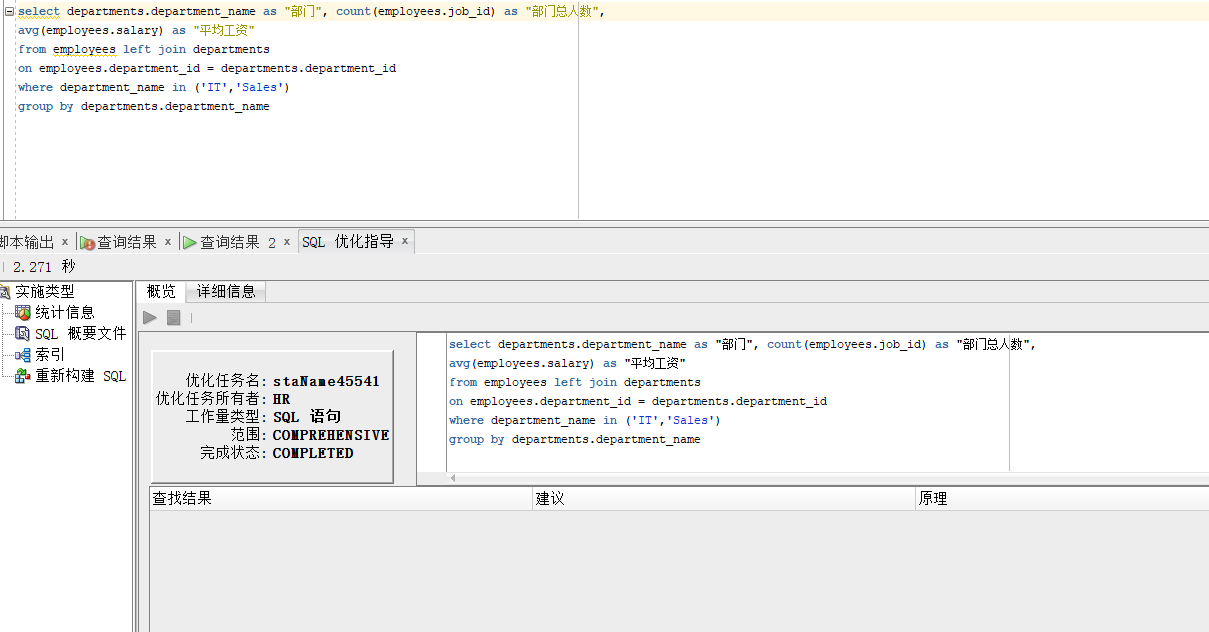 select departments.department_name as "部门", count(employees.job_id) as "部门总人数",
avg(employees.salary) as "平均工资"
from employees left join departments
on employees.department_id = departments.department_id
where department_name in ('IT','Sales')
group by departments.department_name
脚本输出 x 查询结果 x 查询结果 2 x SQL 优化指导 x
2.271 秒
实施类型
统计信息
SQL 概要文件
索引
重新构建 SQL
概览 详细信息
优化任务名: staName45541
优化任务所有者: HR
工作量类型: SQL 语句
范围: COMPREHENSIVE
完成状态: COMPLETED
select departments.department_name as "部门", count(employees.job_id) as "部门总人数",
avg(employees.salary) as "平均工资"
from employees left join departments
on employees.department_id = departments.department_id
where department_name in ('IT','Sales')
group by departments.department_name
查找结果 建议 原理